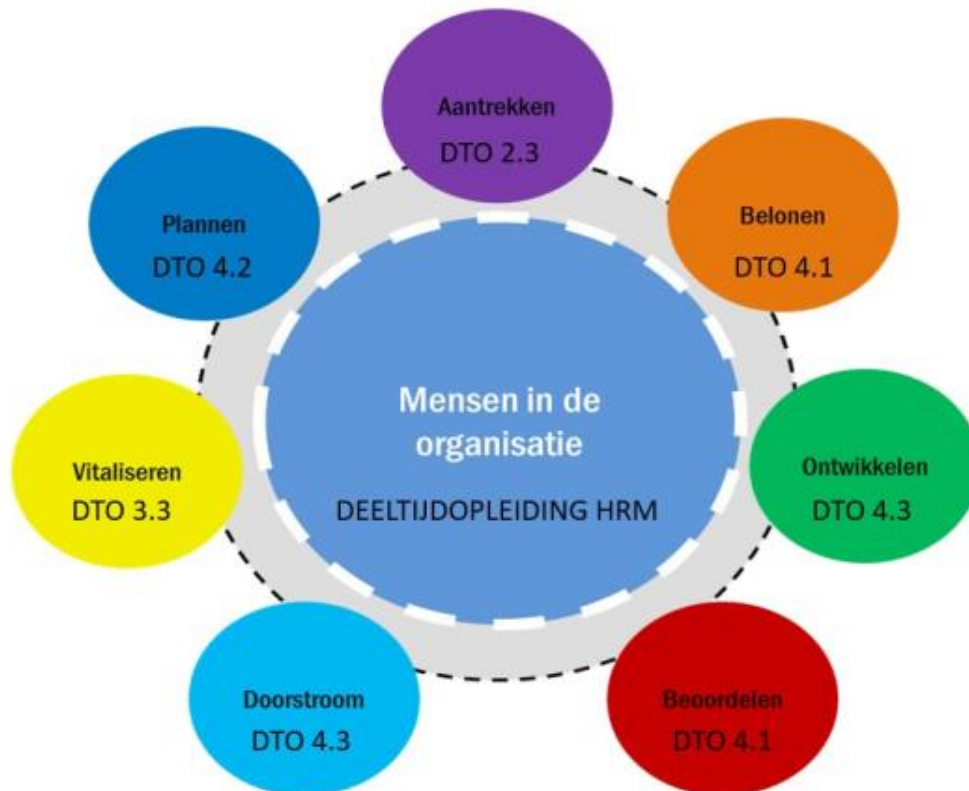 Aantrekken
DTO 2.3
Belonen
DTO 4.1
Ontwikkelen
DTO 4.3
Beoordelen
DTO 4.1
Doorstroom
DTO 4.3
Vitaliseren
DTO 3.3
Plannen
DTO 4.2
Mensen in de
organisatie
DEELTIJDOPLEIDING HRM